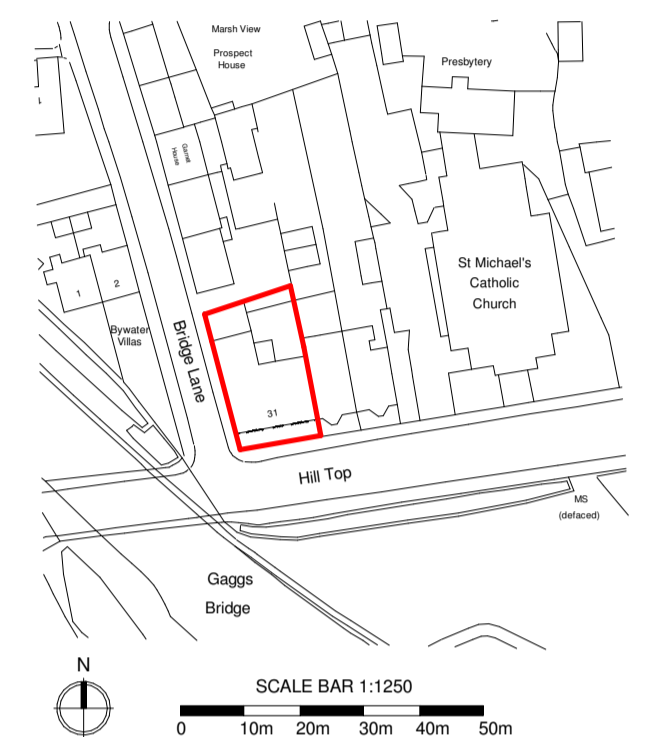 Marsh View
Prospect
House
Presbytery
1
Garnet
House
St Michael's
Catholic
Church
1
2
Bywater
Villas
Bridge Lane
31
Hill Top
MS
(defaced)
Gaggs
Bridge
N
SCALE BAR 1:1250
0 10m 20m 30m 40m 50m